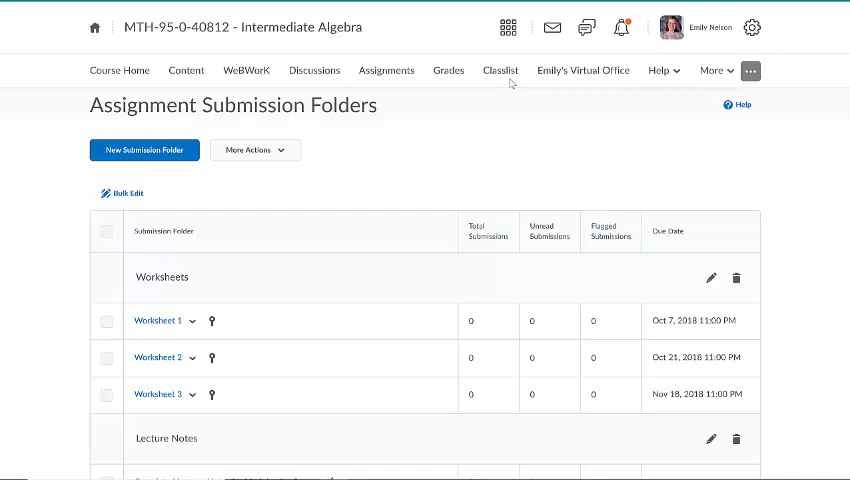 MTH-95-0-40812 - Intermediate Algebra
Emily Nelson
Course Home Content WeBWorK Discussions Assignments Grades Classlist Emily's Virtual Office Help More
Assignment Submission Folders
Help
New Submission Folder
More Actions
Bulk Edit
Submission Folder
Total Submissions
Unread Submissions
Flagged Submissions
Due Date
Worksheets
Worksheet 1 0 0 0 Oct 7, 2018 11:00 PM
Worksheet 2 0 0 0 Oct 21, 2018 11:00 PM
Worksheet 3 0 0 0 Nov 18, 2018 11:00 PM
Lecture Notes